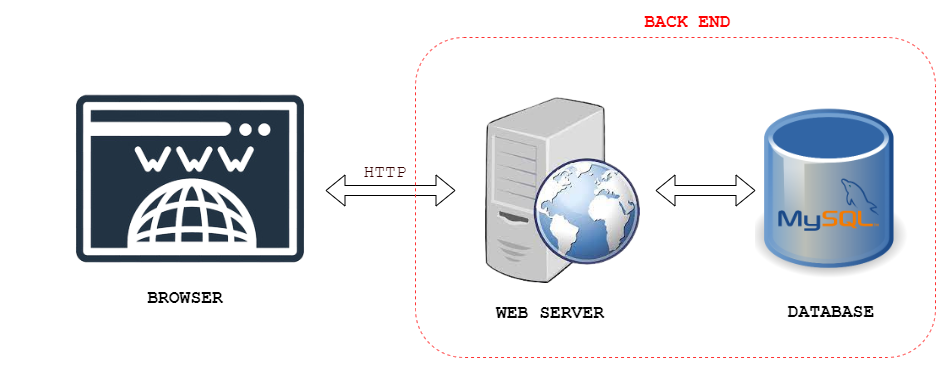 BACK END
WWW
HTTP
MySQL
BROWSER
WEB SERVER
DATABASE